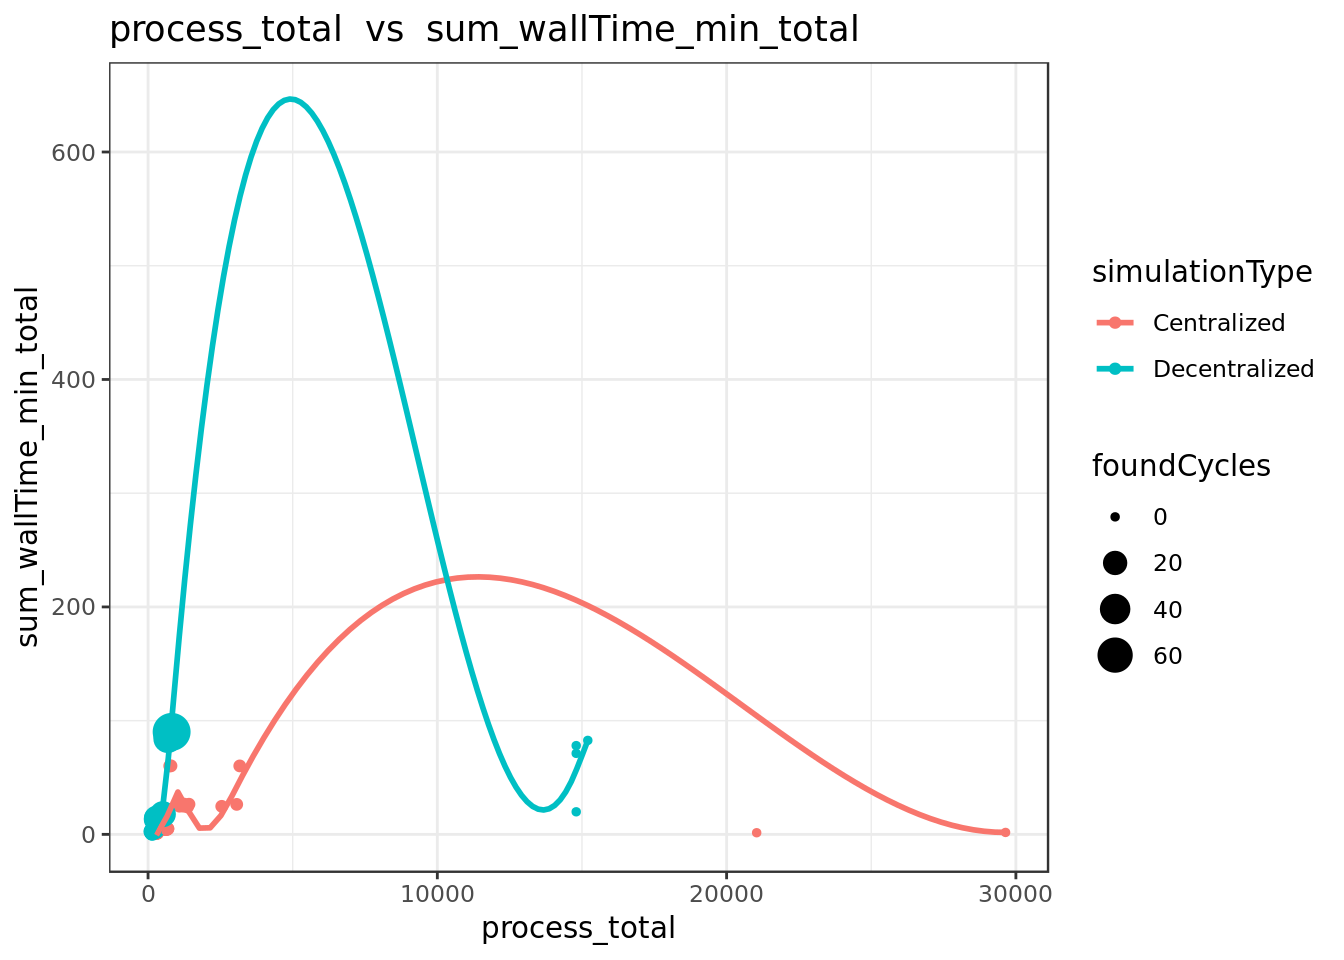 process_total  vs  sum_wallTime_min_total
sum_wallTime_min_total
600
400
200
0
0
10000
20000
30000
process_total
simulationType
Centralized
Decentralized
foundCycles
0
20
40
60